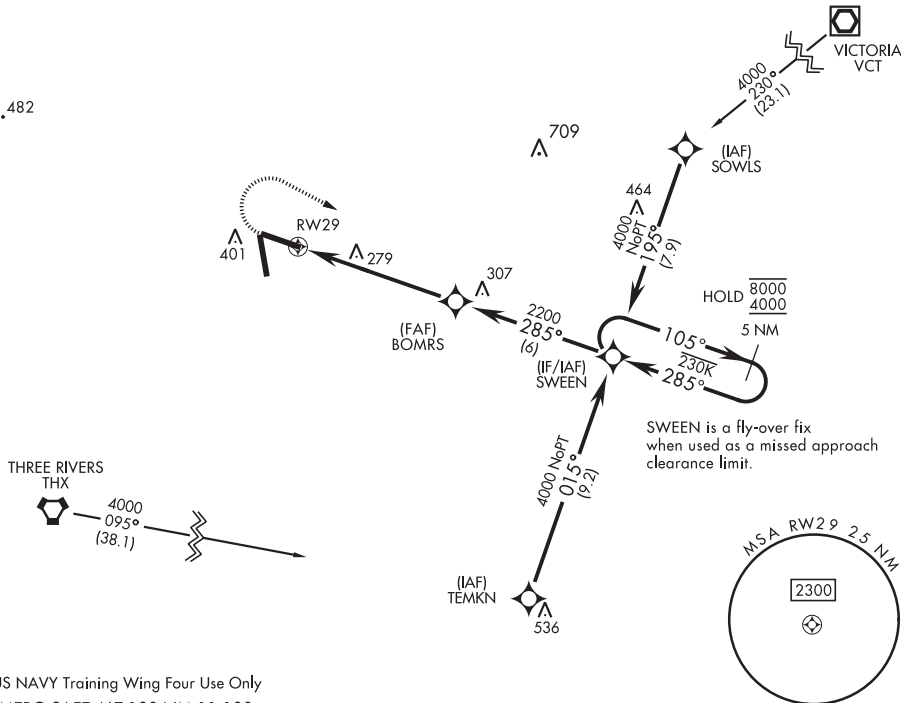 VICTORIA
VCT
4000
230°
(23.1)
.482
709
(IAF)
SOWLS
464
4000
NoPT
195°
(7.9)
RW29
401
279
307
HOLD 8000
4000
5 NM
(FAF)
BOMRS
2200
285°
(6)
105°
230K
285°
(IF/IAF)
SWEEN
SWEEN is a fly-over fix
when used as a missed approach
clearance limit.
THREE RIVERS
THX
4000
095°
(38.1)
4000 NoPT
015°
(9.2)
(IAF)
TEMKN
536
MSA RW29 25 NM
2300
US NAVY Training Wing Four Use Only